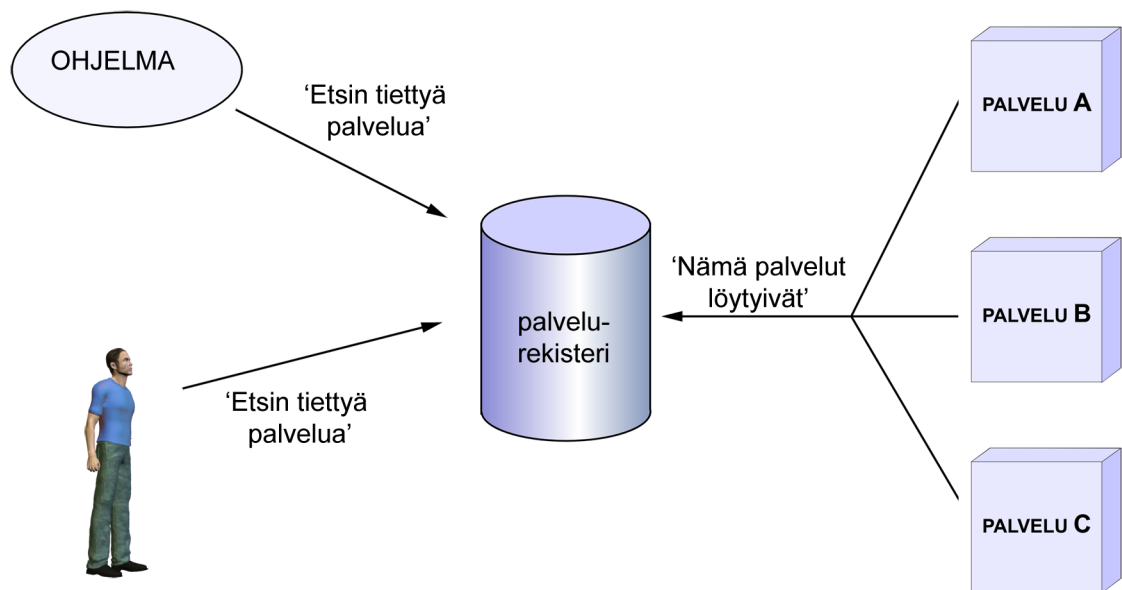 OHJELMA
‘Etsin tiettyä
palvelua’
PALVELU A
‘Nämä palvelut
löytyivät’
palvelu-
rekisteri
PALVELU B
‘Etsin tiettyä
palvelua’
PALVELU C